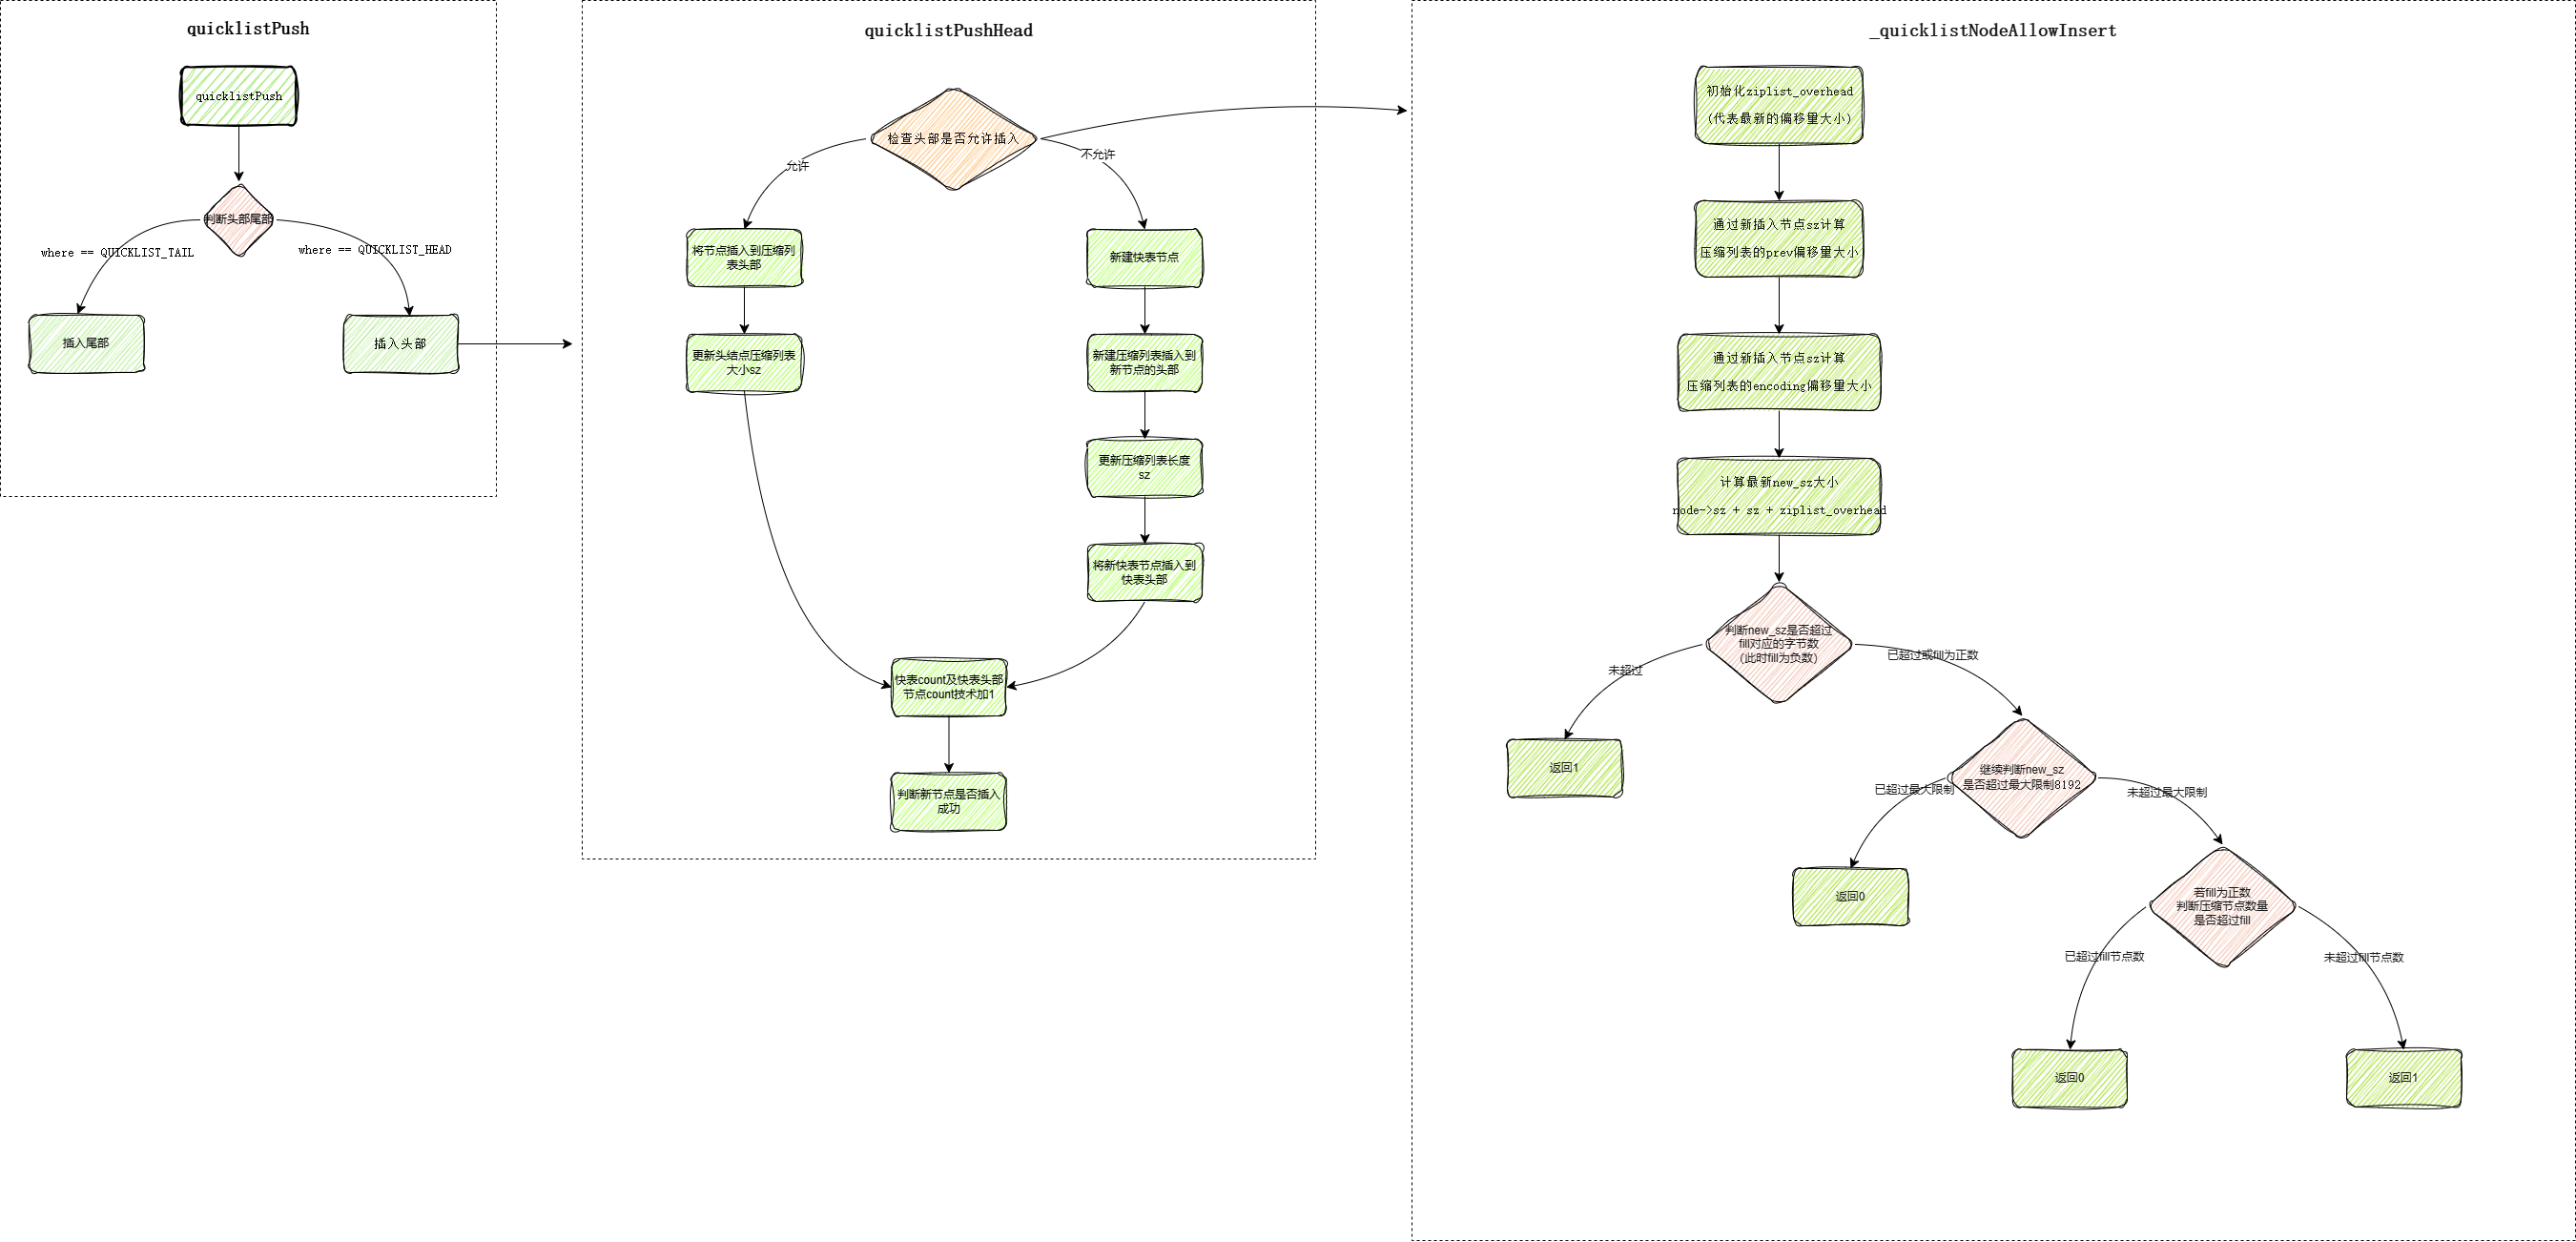 quicklistPush
quicklistPush
判断头部尾部
where == QUICKLIST_TAIL
where == QUICKLIST_HEAD
插入尾部
插入头部
quicklistPushHead
检查头部是否允许插入
允许
不允许
将节点插入到压缩列
表头部
更新头结点压缩列表
大小sz
新建快表节点
新建压缩列表插入到
新节点的头部
更新压缩列表长度
sz
将新快表节点插入到
快表头部
快表count及快表头部
节点count技术加1
判断新节点是否插入
成功
_quicklistNodeAllowInsert
初始化ziplist_overhead
(代表最新的偏移量大小)
通过新插入节点sz计算
压缩列表的prev偏移量大小
通过新插入节点sz计算
压缩列表的encoding偏移量大小
计算最新new_sz大小
node->sz + sz + ziplist_overhead
判断new_sz是否超过
fill对应的字节数
(此时fill为负数)
未超过
已超过或fill为正数
返回1
继续判断new_sz
是否超过最大限制8192
已超过最大限制
未超过最大限制
返回0
若fill为正数
判断压缩节点数量
是否超过fill
已超过fill节点数
未超过fill节点数
返回0
返回1